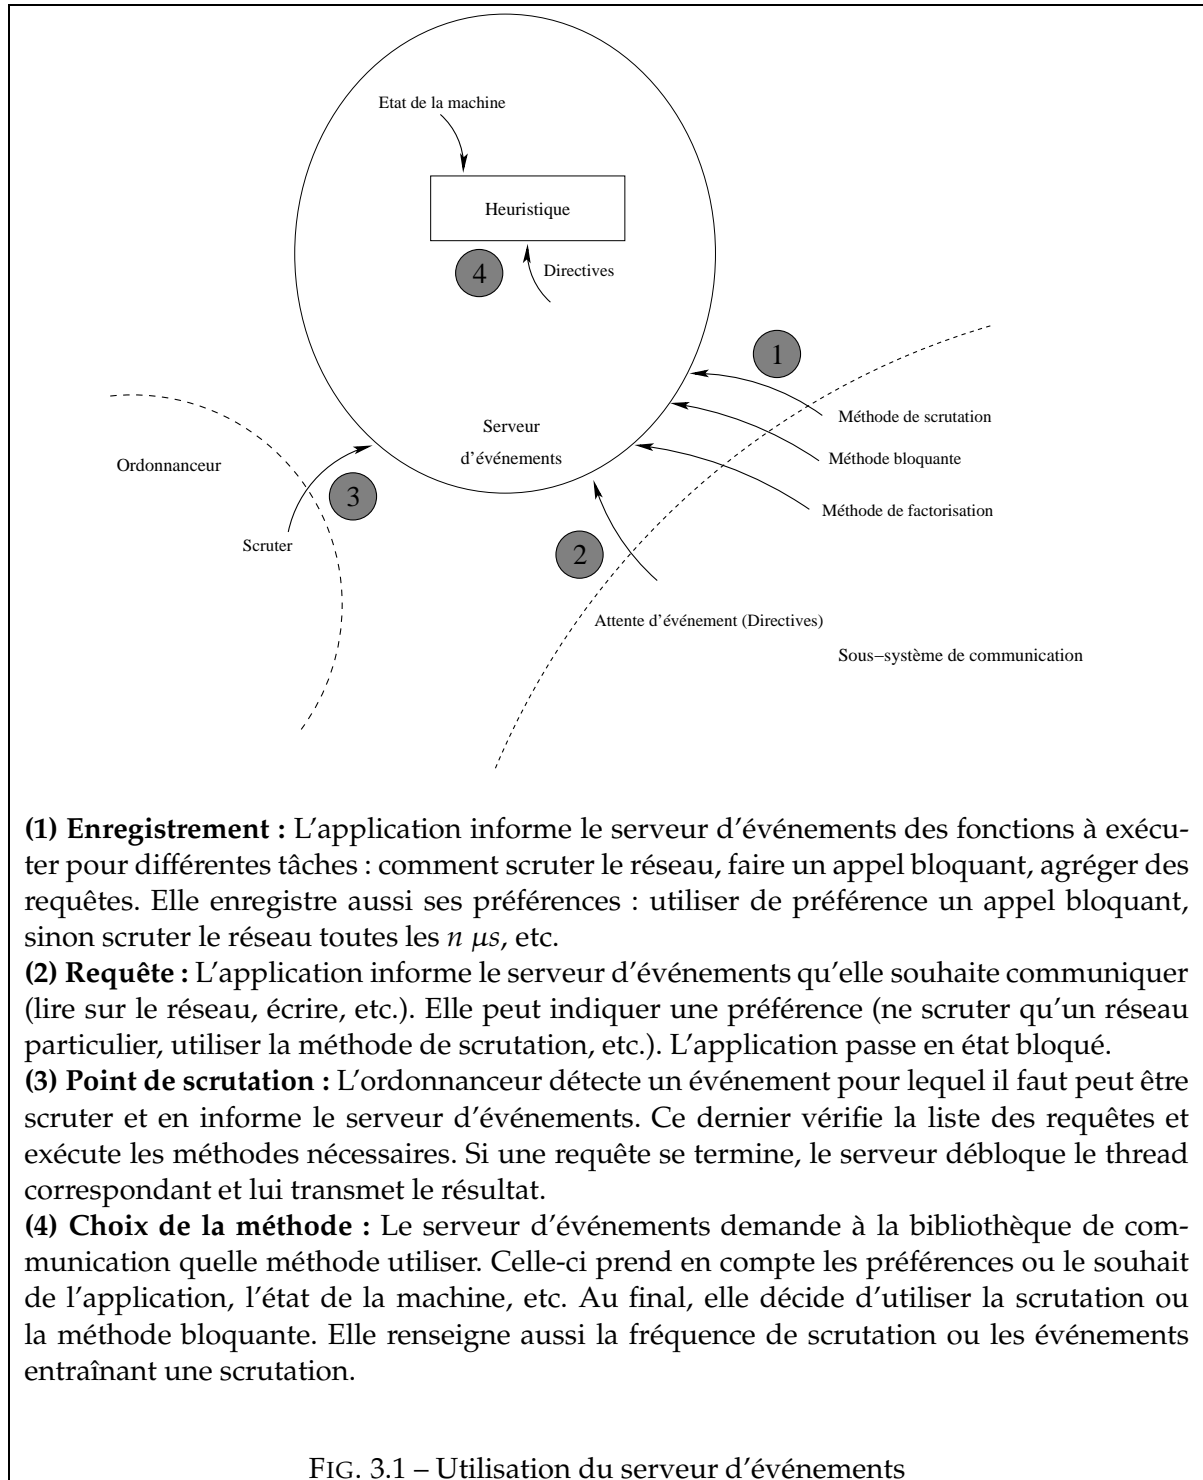 Etat de la machine
Heuristique
4
Directives
1
Méthode de scrutation
Serveur
d'événements
Méthode bloquante
Ordonnanceur
3
Méthode de factorisation
Scruter
2
Attente d'événement (Directives)
Sous−système de communication
(1) Enregistrement : L'application informe le serveur d'événements des fonctions à exécu-
ter pour différentes tâches : comment scruter le réseau, faire un appel bloquant, agréger des
requêtes. Elle enregistre aussi ses préférences : utiliser de préférence un appel bloquant,
sinon scruter le réseau toutes les n µs, etc.
(2) Requête : L'application informe le serveur d'événements qu'elle souhaite communiquer
(lire sur le réseau, écrire, etc.). Elle peut indiquer une préférence (ne scruter qu'un réseau
particulier, utiliser la méthode de scrutation, etc.). L'application passe en état bloqué.
(3) Point de scrutation : L'ordonnanceur détecte un événement pour lequel il faut peut être
scruter et en informe le serveur d'événements. Ce dernier vérifie la liste des requêtes et
exécute les méthodes nécessaires. Si une requête se termine, le serveur débloque le thread
correspondant et lui transmet le résultat.
(4) Choix de la méthode : Le serveur d'événements demande à la bibliothèque de com-
munication quelle méthode utiliser. Celle-ci prend en compte les préférences ou le souhait
de l'application, l'état de la machine, etc. Au final, elle décide d'utiliser la scrutation ou
la méthode bloquante. Elle renseigne aussi la fréquence de scrutation ou les événements
entraînant une scrutation.
FIG. 3.1 – Utilisation du serveur d'événements